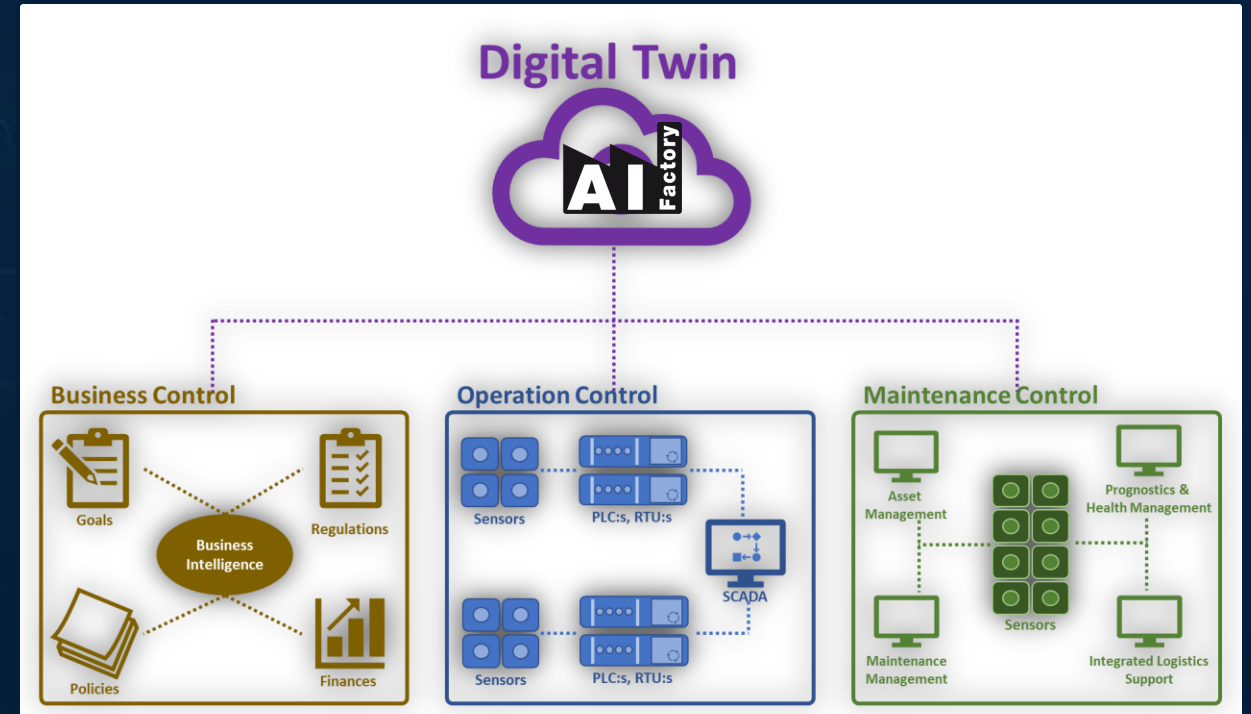 Digital Twin
AI Factory
Business Control
Goals
Regulations
Business
Intelligence
Policies
Finances
Operation Control
Sensors
PLC:s, RTU:s
SCADA
Sensors
PLC:s, RTU:s
Maintenance Control
Asset
Management
Prognostics &
Health Management
Sensors
Maintenance
Management
Integrated Logistics
Support